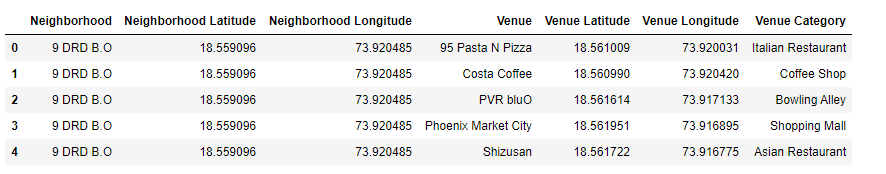 Neighborhood Neighborhood Latitude Neighborhood Longitude Venue Venue Latitude Venue Longitude Venue Category
0 9 DRD B.O 18.559096 73.920485 95 Pasta N Pizza 18.561009 73.920031 Italian Restaurant
1 9 DRD B.O 18.559096 73.920485 Costa Coffee 18.560990 73.920420 Coffee Shop
2 9 DRD B.O 18.559096 73.920485 PVR bluO 18.561614 73.917133 Bowling Alley
3 9 DRD B.O 18.559096 73.920485 Phoenix Market City 18.561951 73.916895 Shopping Mall
4 9 DRD B.O 18.559096 73.920485 Shizusan 18.561722 73.916775 Asian Restaurant